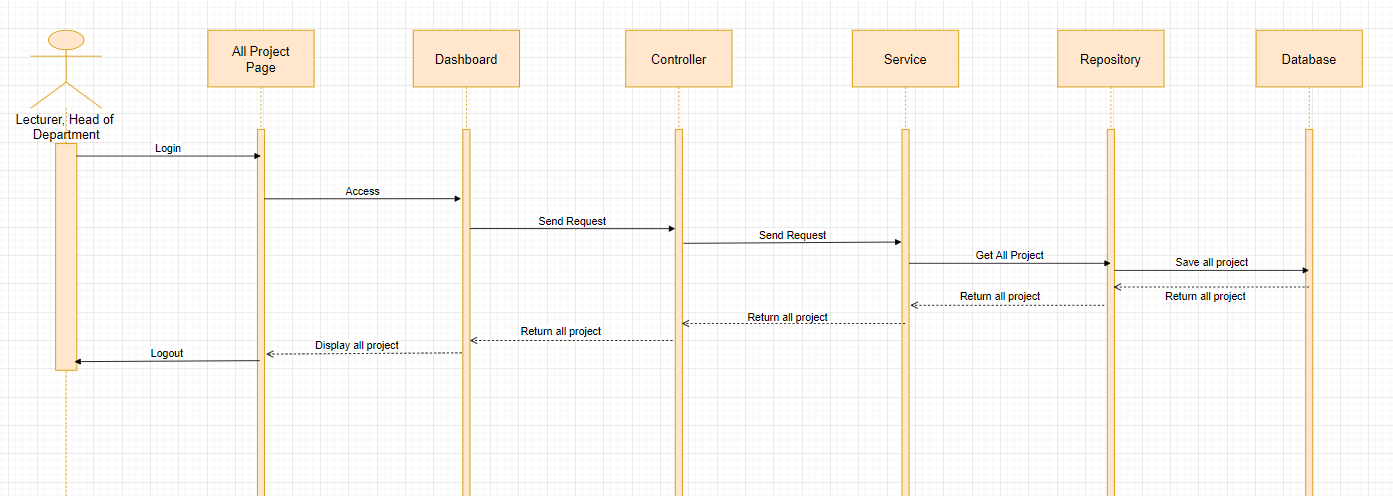 All Project
Page
Dashboard
Controller
Service
Repository
Database
Lecturer, Head of
Department
Login
Access
Send Request
Send Request
Get All Project
Save all project
Return all project
Return all project
Return all project
Return all project
Display all project
Logout